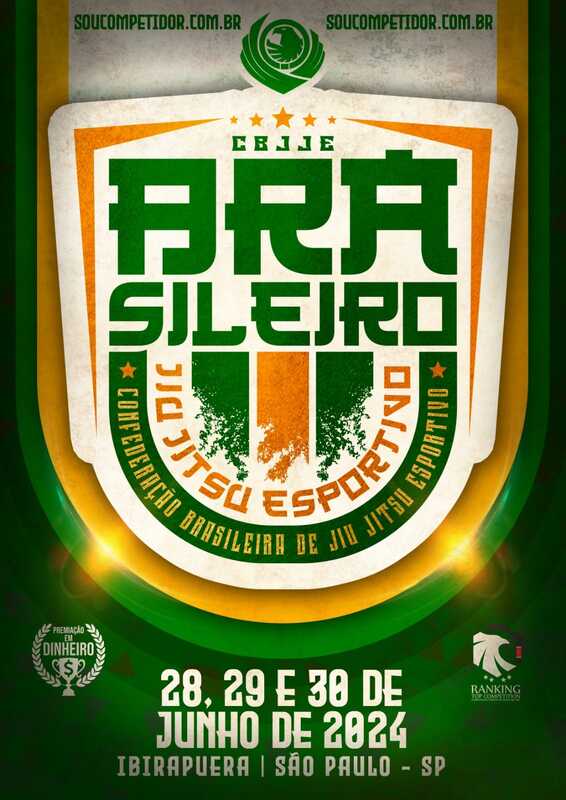 SOUCOMPETIDOR.COM.BR SOUCOMPETIDOR.COM.BR
CBJJE
BRA
SILEIRO
JIU JITSU ESPORTIVO
CONFEDERAÇÃO BRASILEIRA DE JIU JITSU ESPORTIVO
PREMIAÇÃO
EM
DINHEIRO
$
RANKING
TOP COMPETITION
28, 29 E 30 DE
JUNHO DE 2024
IBIRAPUERA | SÃO PAULO - SP